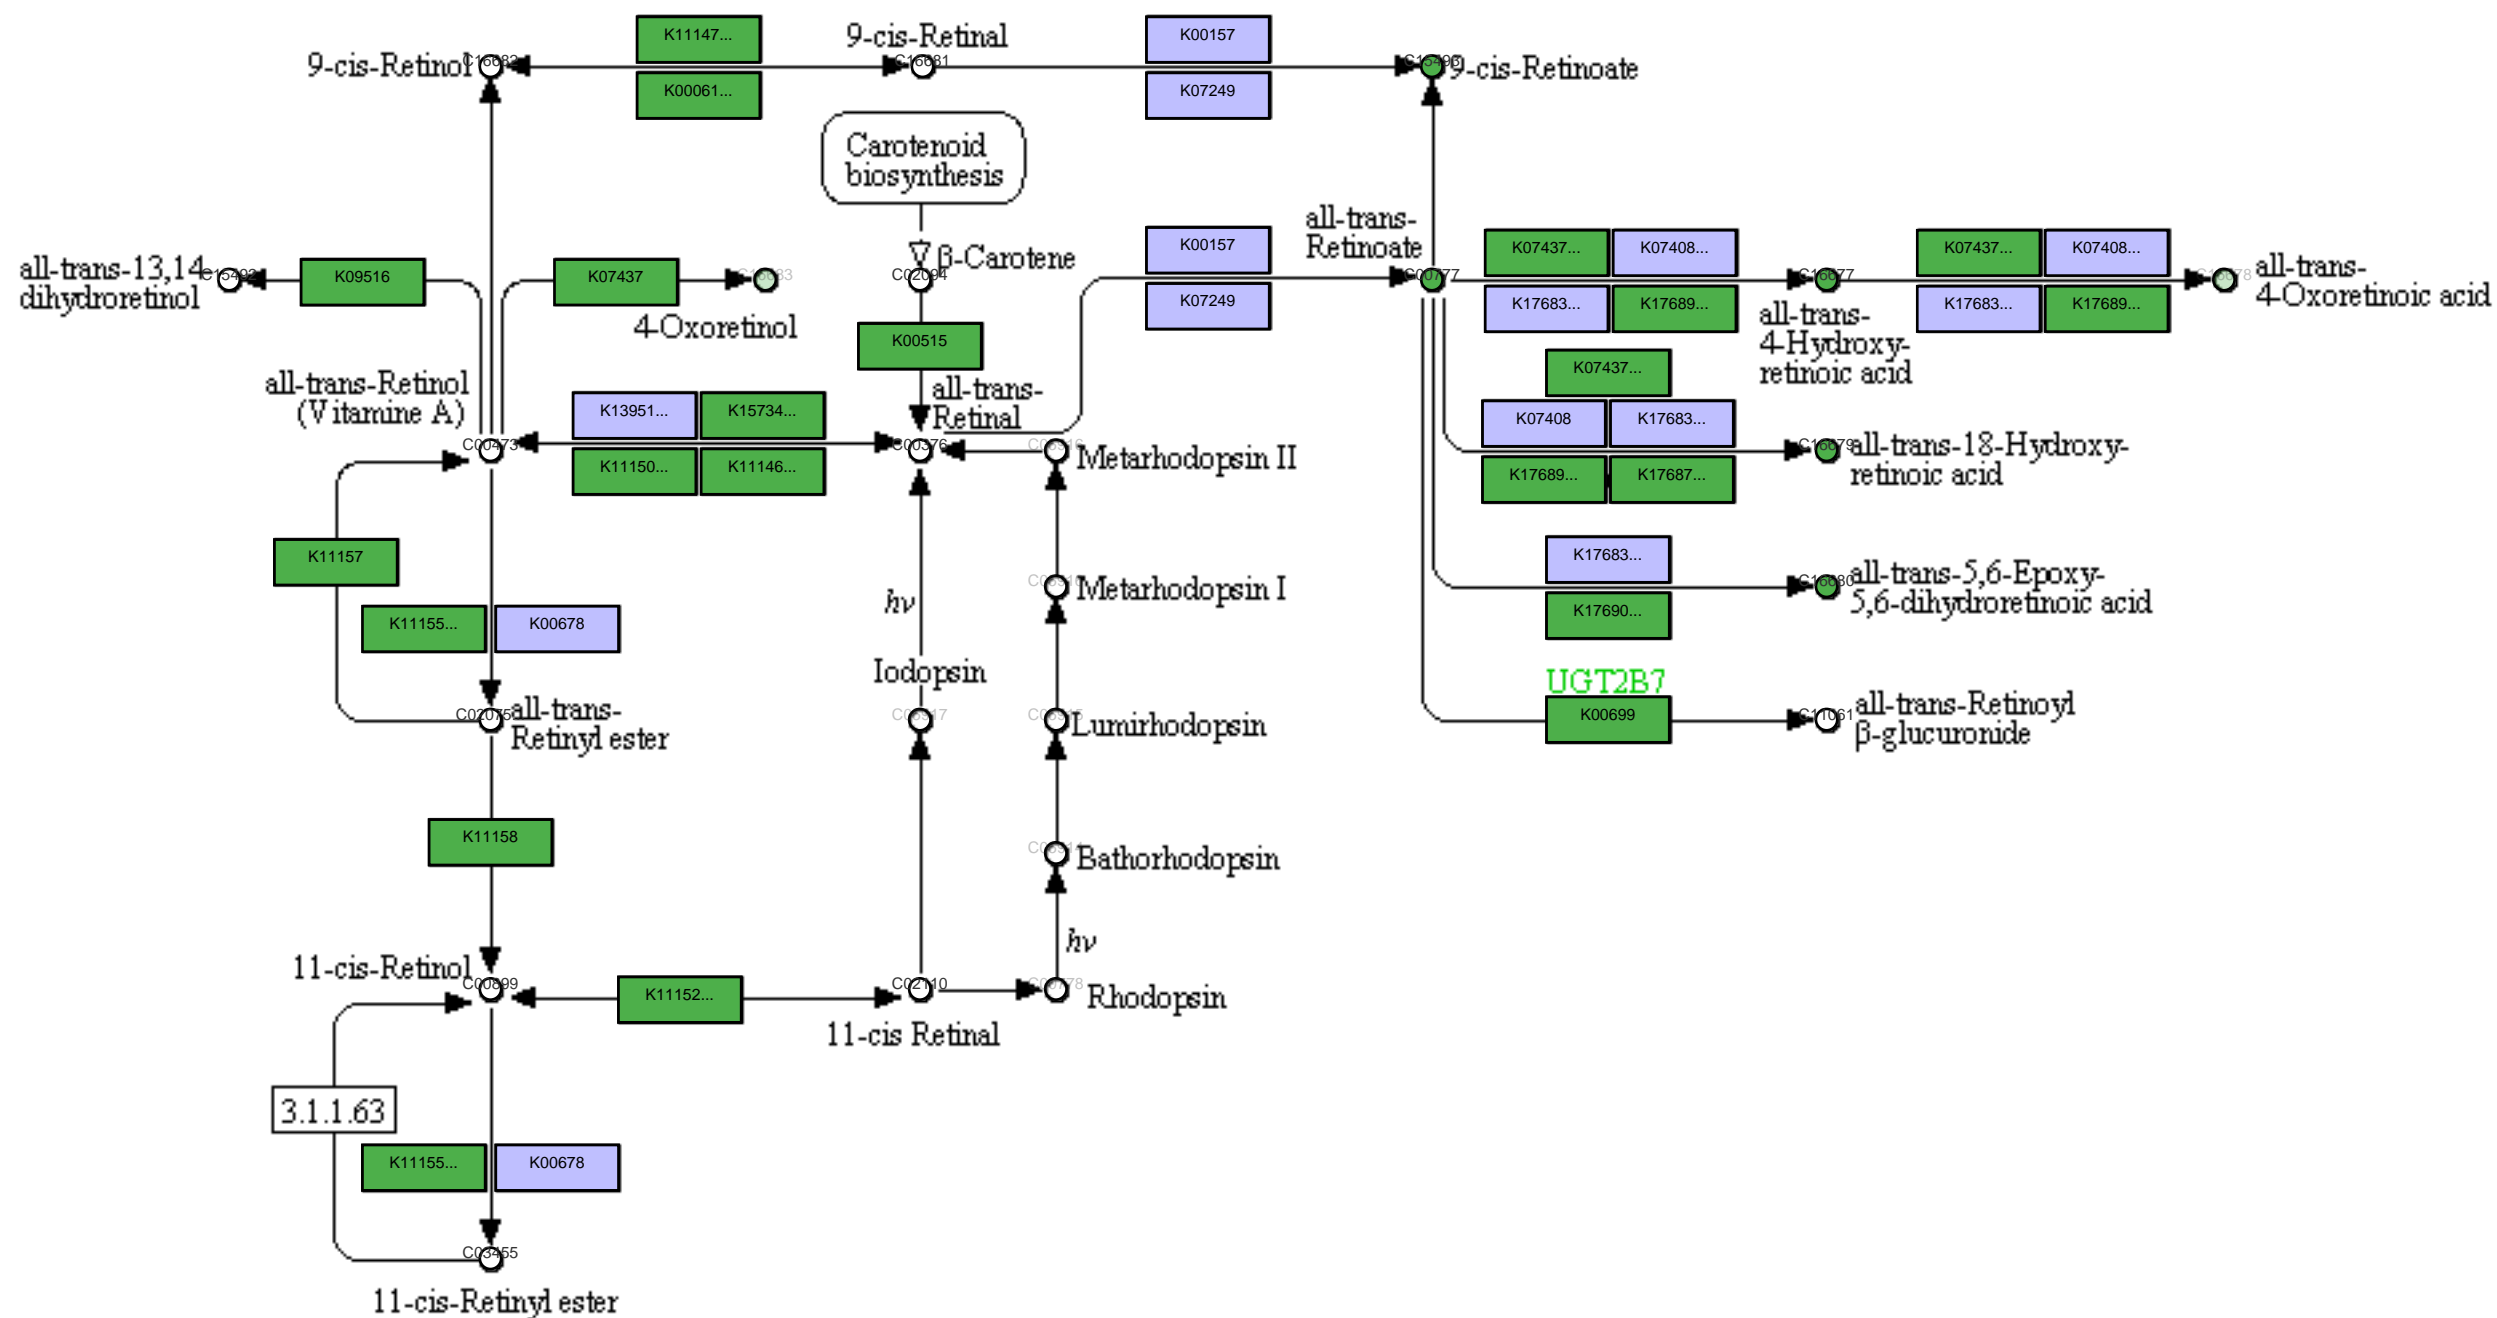 K11147...
9-cis-Retinal
K00157
9-cis-Retinol
C16681
9-cis-Retinoate
K00061...
K07249
Carotenoid
biosynthesis
all-trans-
Retinoate
K00157
K07437...
K07408...
K07437...
K07408...
all-trans-13,14
dihydroretinol
C15492
K09516
K07437
β-Carotene
C02094
C00777
C16677
all-trans-
4-Oxoretinoic acid
K07249
K17683...
K17689...
K17683...
K17689...
4-Oxoretinol
K00515
all-trans-
4-Hydroxy-
retinoic acid
K07437...
all-trans-Retinol
(Vitamine A)
all-trans-
Retinal
K13951...
K15734...
K07408
K17683...
C00473
C00376
Metarhodopsin II
C16679
all-trans-18-Hydroxy-
retinoic acid
K11150...
K11146...
K17689...
K17687...
K11157
K17683...
Metarhodopsin I
C16680
all-trans-5,6-Epoxy-
5,6-dihydroretinoic acid
hν
K11155...
K00678
K17690...
Iodopsin
UGT2B7
C02075
all-trans-
Retinyl ester
Lumirhodopsin
K00699
C11061
all-trans-Retinoyl
β-glucuronide
K11158
Bathorhodopsin
hν
11-cis-Retinol
C00899
K11152...
C02110
Rhodopsin
11-cis Retinal
3.1.1.63
K11155...
K00678
C03455
11-cis-Retinyl ester